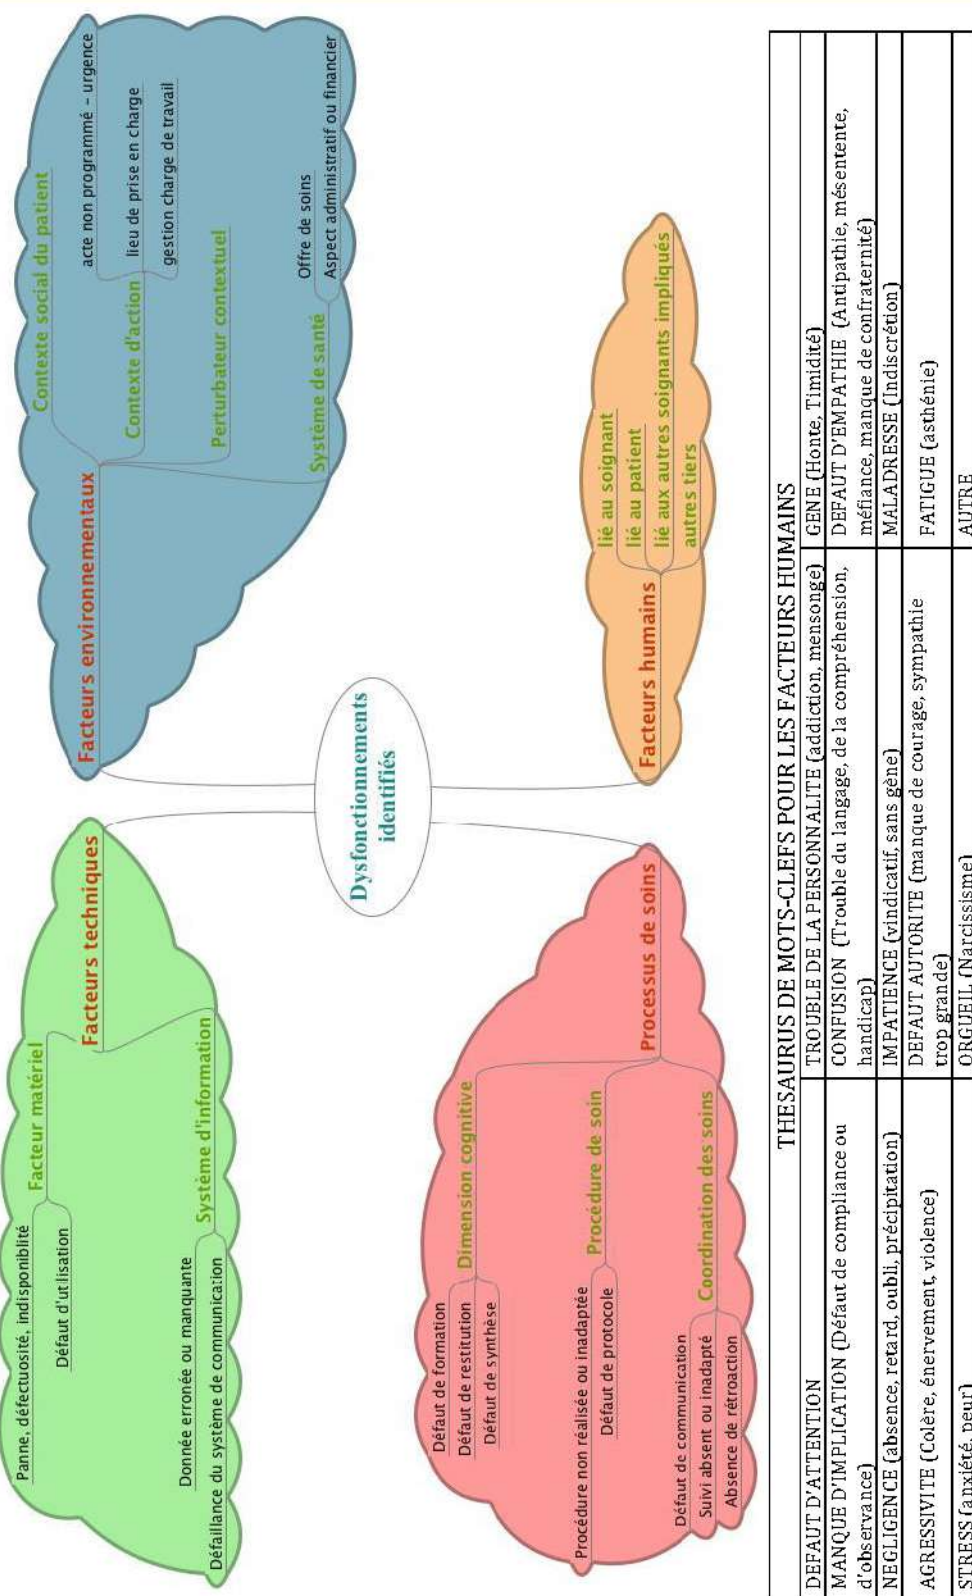 Facteurs techniques
Facteur matériel
Panne, défectuosité, indisponiblité
Défaut d'utilisation
Système d'information
Donnée erronée ou manquante
Défaillance du système de communication
Facteurs environnementaux
Contexte social du patient
Contexte d'action
acte non programmé - urgence
lieu de prise en charge
gestion charge de travail
Perturbateur contextuel
Système de santé
Offre de soins
Aspect administratif ou financier
Dysfonctionnements
identifiés
Processus de soins
Dimension cognitive
Défaut de formation
Défaut de restitution
Défaut de synthèse
Procédure de soin
Procédure non réalisée ou inadaptée
Défaut de protocole
Coordination des soins
Défaut de communication
Suivi absent ou inadapté
Absence de rétroaction
Facteurs humains
lié au soignant
lié au patient
lié aux autres soignants impliqués
autres tiers
THESAURUS DE MOTS-CLEFS POUR LES FACTEURS HUMAINS
DEFAUT D'ATTENTION
TROUBLE DE LA PERSONNALITE (addiction, mensonge)
GENE (Honte, Timidité)
MANQUE D'IMPLICATION (Défaut de compliance ou
d'observance)
CONFUSION (Trouble du langage, de la compréhension,
handicap)
DEFAUT D'EMPATHIE (Antipathie, mésentente,
méfiance, manque de confraternité)
NEGLIGENCE (absence, retard, oubli, précipitation)
IMPATIENCE (vindicatif, sans gène)
MALADRESSE (Indiscrétion)
AGRESSIVITE (Colère, énervement, violence)
DEFAUT AUTORITE (manque de courage, sympathie
trop grande)
FATIGUE (asthénie)
STRESS (anxiété, peur)
ORGUEIL (Narcissisme)
AUTRE